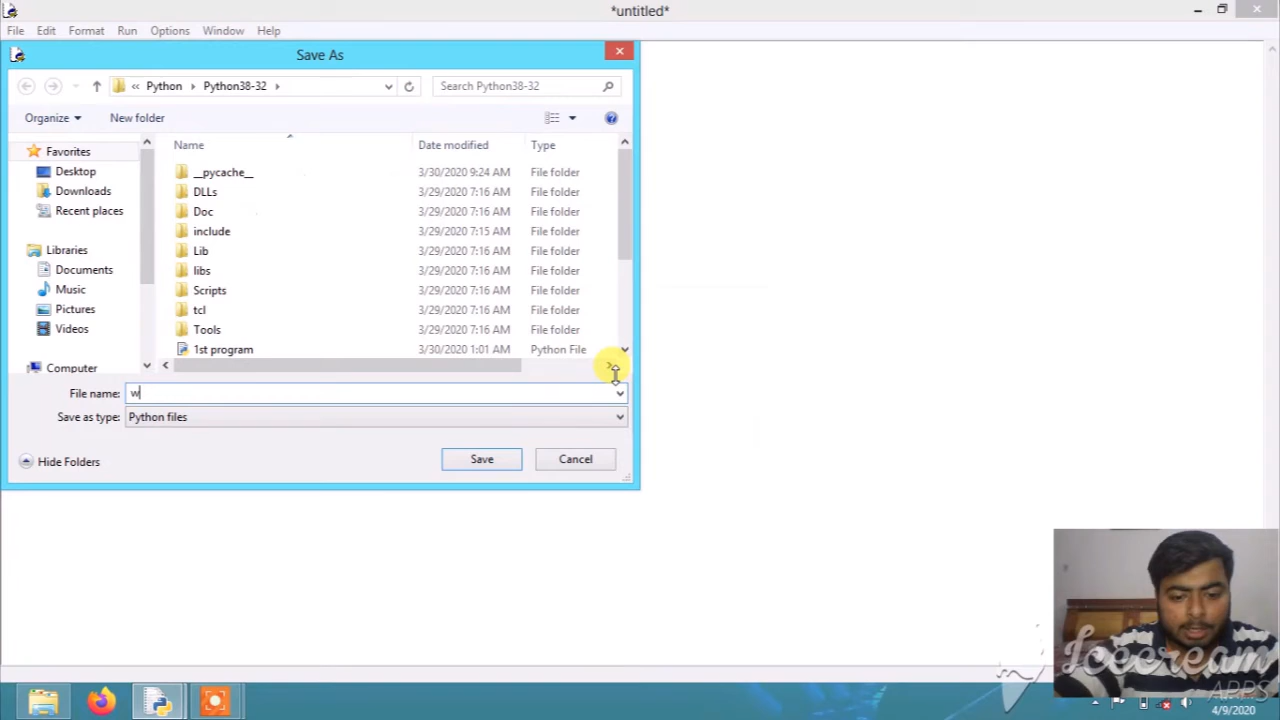 *untitled*
File Edit Format Run Options Window Help
Save As
« Python Python38-32
Search Python38-32
Organize New folder
Name Date modified Type
Favorites
Desktop
Downloads
Recent places
Libraries
Documents
Music
Pictures
Videos
Computer
__pycache__ 3/30/2020 9:24 AM File folder
DLLs 3/29/2020 7:16 AM File folder
Doc 3/29/2020 7:16 AM File folder
include 3/29/2020 7:15 AM File folder
Lib 3/29/2020 7:16 AM File folder
libs 3/29/2020 7:16 AM File folder
Scripts 3/29/2020 7:16 AM File folder
tcl 3/29/2020 7:16 AM File folder
Tools 3/29/2020 7:16 AM File folder
1st program 3/30/2020 1:01 AM Python File
File name: w
Save as type: Python files
Hide Folders
Save Cancel
Icecream
APPS
4/9/2020